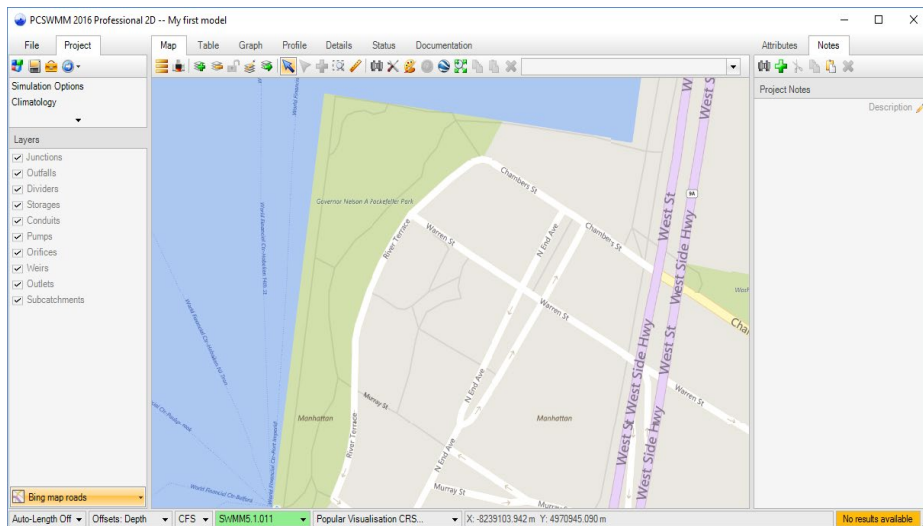 PCSWMM 2016 Professional 2D -- My first model
File
Project
Map
Table
Graph
Profile
Details
Status
Documentation
Attributes
Notes
Simulation Options
Climatology
Project Notes
Description
Layers
Junctions
Outfalls
Dividers
Storages
Conduits
Pumps
Orifices
Weirs
Outlets
Subcatchments
West St
West St
9A
Chambers St
Governor Nelson A Rockefeller Park
River Terrace
Warren St
N End Ave
Chambers St
West St
West Side Hwy
Warren St
N End Ave
Murray St
Manhattan
Manhattan
West Side Hwy
West St
West St
West Side Hwy
Warren St
River Terrace
N End Ave
Murray St
Murray St
Bing map roads
Auto-Length Off
Offsets: Depth
CFS
SWMM5.1.011
Popular Visualisation CRS...
X: -8239103.942 m Y: 4970945.090 m
No results available